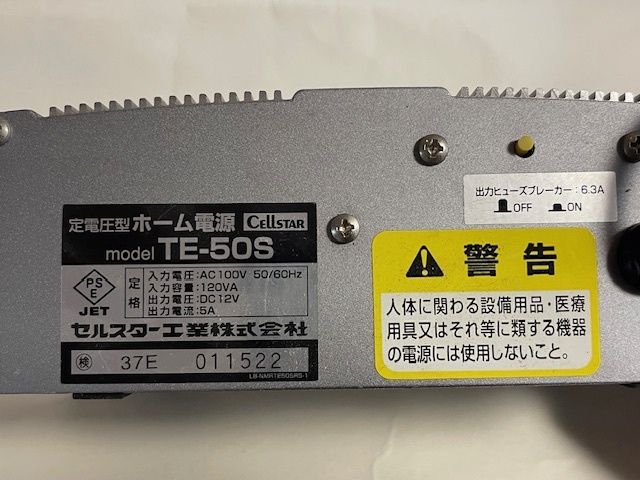 定電圧型 ホーム電源 CELLSTAR
model TE-50S
PS
E
JET
定格
入力電圧:AC100V 50/60Hz
入力容量:120VA
出力電圧:DC12V
出力電流:5A
セルスター工業株式会社
検 37E 011522
出力ヒューズブレーカー:6.3A
OFF ON
警告
人体に関わる設備用品・医療
用具又はそれ等に類する機器
の電源には使用しないこと。